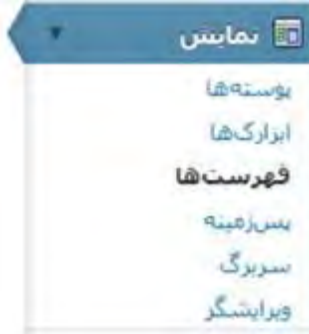 نمایش
پوسته‌ها
ابزارک‌ها
فهرست‌ها
پس‌زمینه
سربرگ
ویرایشگر